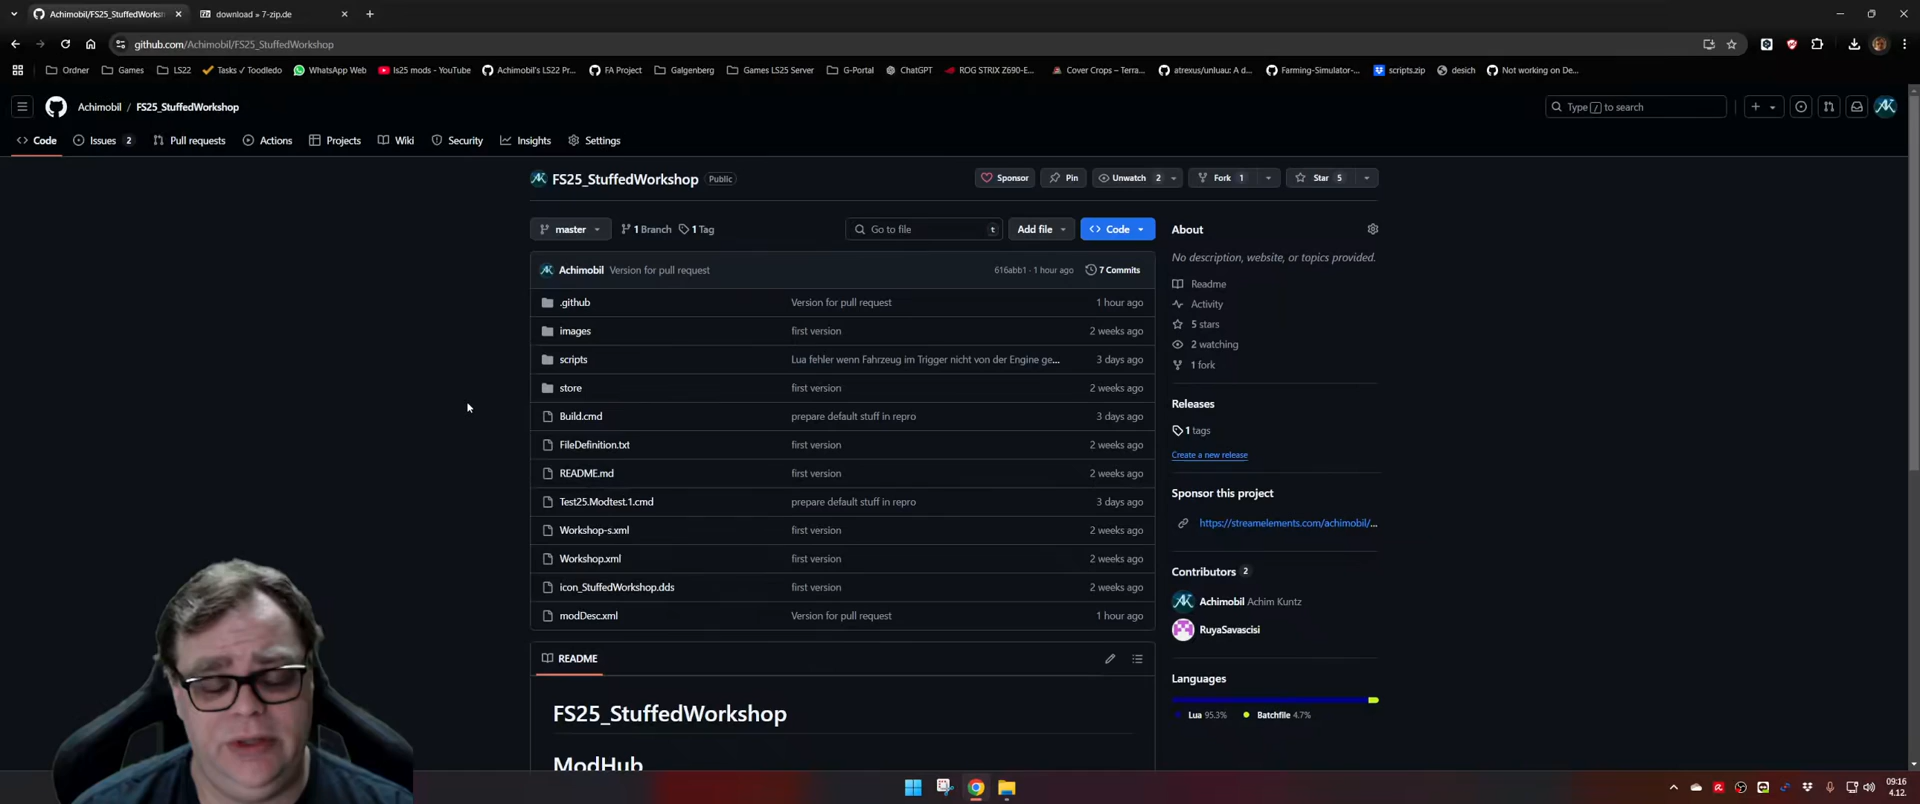 Achimobil/FS25_StuffedWorksh
download » 7-zip.de
github.com/Achimobil/FS25_StuffedWorkshop
Ordner
Games
LS22
Tasks ✓ Toodledo
WhatsApp Web
ls25 mods - YouTube
Achimobil's LS22 Pr...
FA Project
Galgenberg
Games LS25 Server
G-Portal
ChatGPT
ROG STRIX Z690-E...
Cover Crops – Terra...
atrexus/unluau: A d...
Farming-Simulator-...
scripts.zip
desich
Not working on De...
Achimobil / FS25_StuffedWorkshop
Type / to search
Code
Issues 2
Pull requests
Actions
Projects
Wiki
Security
Insights
Settings
FS25_StuffedWorkshop Public
Sponsor
Pin
Unwatch 2
Fork 1
Star 5
master
1 Branch
1 Tag
Go to file t
Add file
Code
Achimobil Version for pull request 616abb1 · 1 hour ago 7 Commits
.github Version for pull request 1 hour ago
images first version 2 weeks ago
scripts Lua fehler wenn Fahrzeug im Trigger nicht von der Engine ge... 3 days ago
store first version 2 weeks ago
Build.cmd prepare default stuff in repro 3 days ago
FileDefinition.txt first version 2 weeks ago
README.md first version 2 weeks ago
Test25.Modtest.1.cmd prepare default stuff in repro 3 days ago
Workshop-s.xml first version 2 weeks ago
Workshop.xml first version 2 weeks ago
icon_StuffedWorkshop.dds first version 2 weeks ago
modDesc.xml Version for pull request 1 hour ago
README
FS25_StuffedWorkshop
ModHub
About
No description, website, or topics provided.
Readme
Activity
5 stars
2 watching
1 fork
Releases
1 tags
Create a new release
Sponsor this project
https://streamelements.com/achimobil/...
Contributors 2
Achimobil Achim Kuntz
RuyaSavascisi
Languages
Lua 95.3%
Batchfile 4.7%
09:16
4.12.